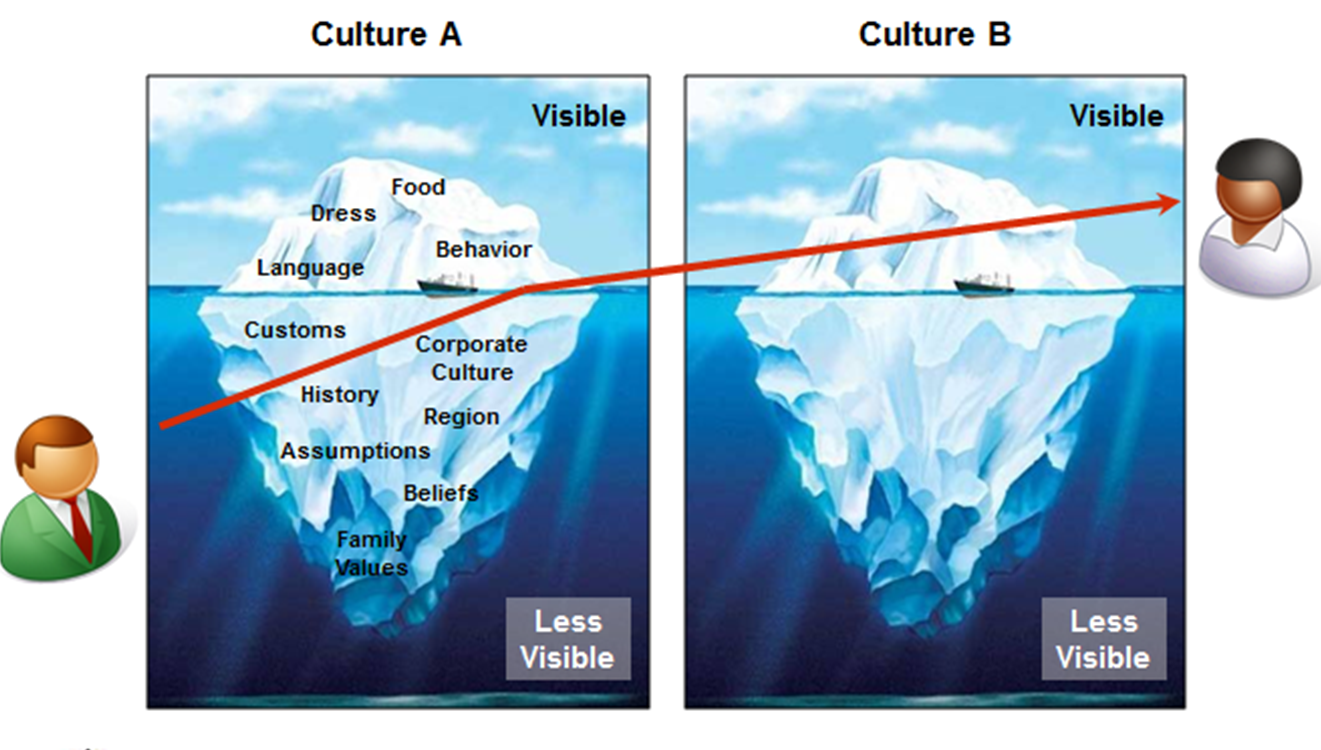 Culture A
Culture B
Visible
Food
Dress
Behavior
Language
Customs
Corporate
Culture
History
Region
Assumptions
Beliefs
Family
Values
Less
Visible
Visible
Less
Visible